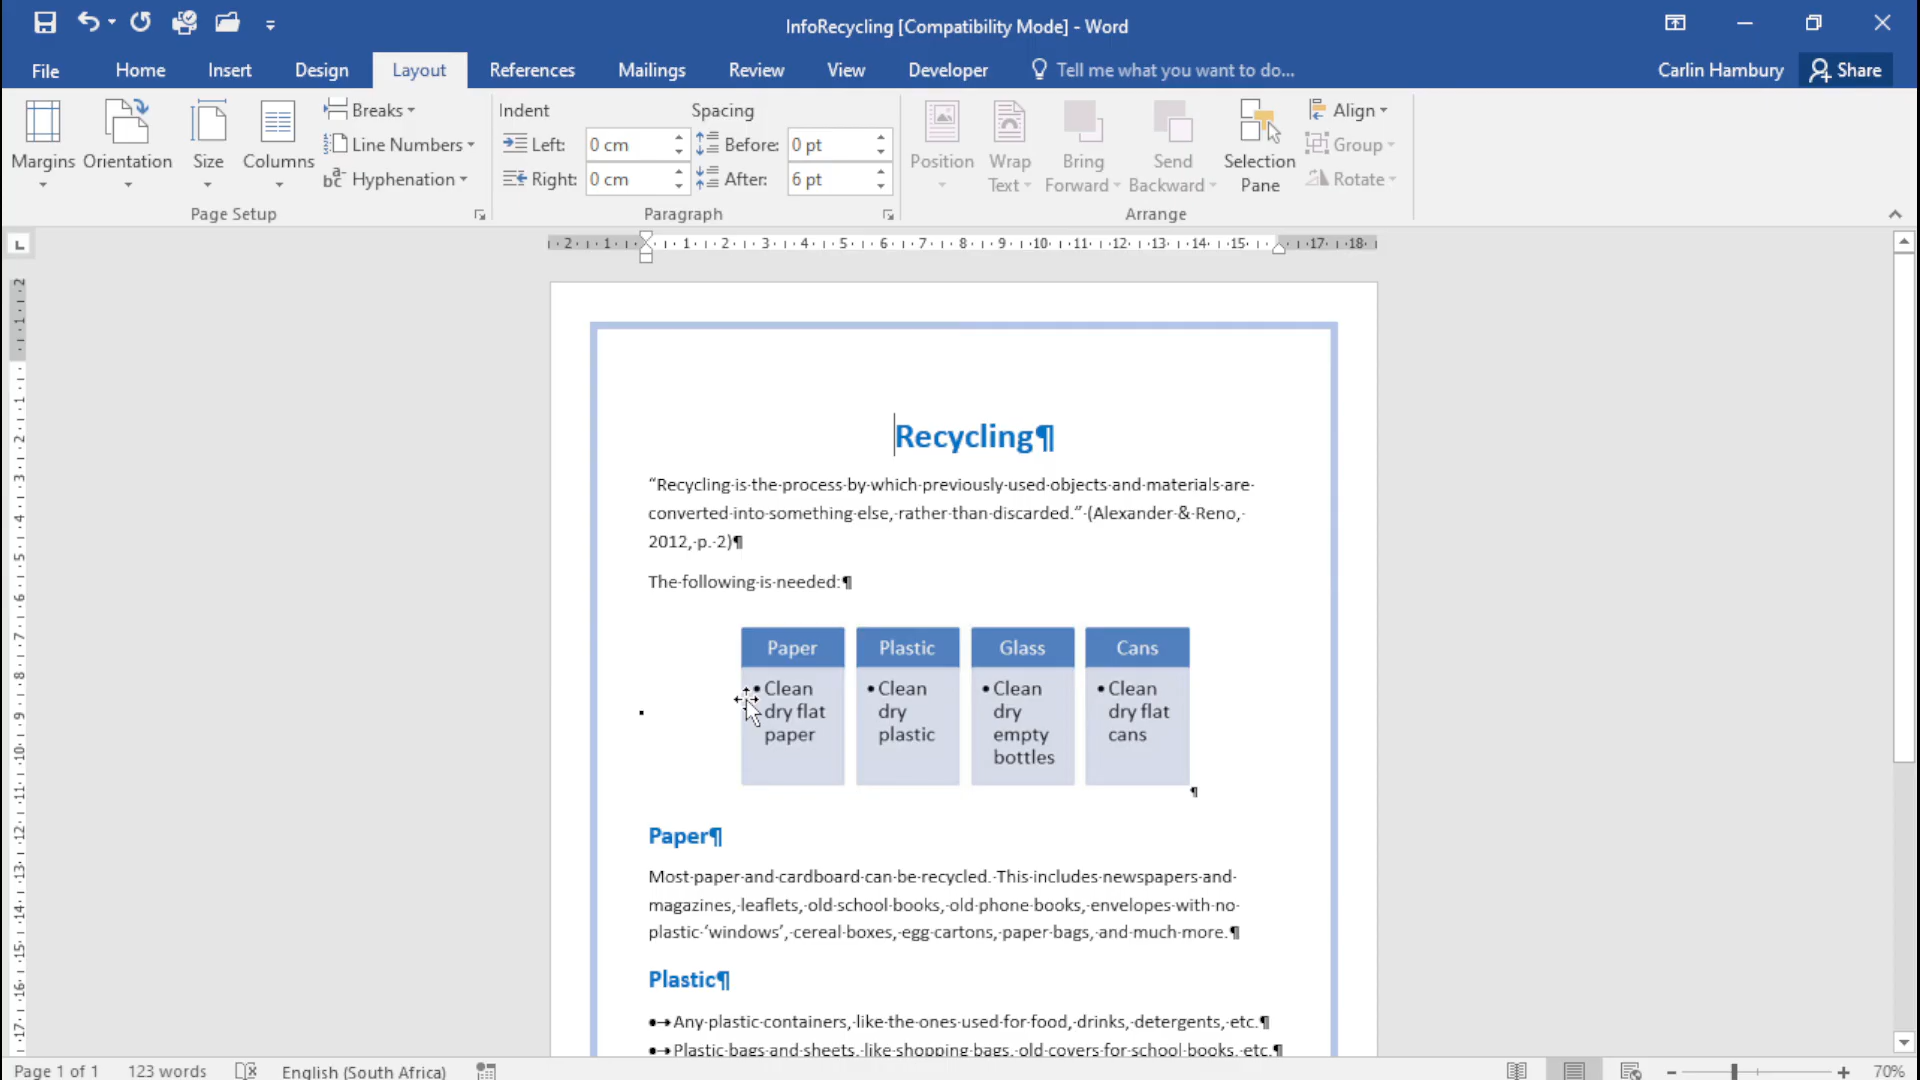 InfoRecycling [Compatibility Mode] - Word
File Home Insert Design Layout References Mailings Review View Developer Tell me what you want to do... Carlin Hambury Share
Margins
Orientation
Size
Columns
Breaks
Line Numbers
Hyphenation
Page Setup
Indent
Left: 0 cm
Right: 0 cm
Spacing
Before: 0 pt
After: 6 pt
Paragraph
Position
Wrap
Text
Bring
Forward
Send
Backward
Selection
Pane
Align
Group
Rotate
Arrange
Recycling¶
“Recycling·is·the·process·by·which·previously·used·objects·and·materials·are·
converted·into·something·else,·rather·than·discarded.”·(Alexander·&·Reno,·
2012,·p.·2)¶
The·following·is·needed:¶
Paper
• Clean
dry flat
paper
Plastic
• Clean
dry
plastic
Glass
• Clean
dry
empty
bottles
Cans
• Clean
dry flat
cans
¶
Paper¶
Most·paper·and·cardboard·can·be·recycled.·This·includes·newspapers·and·
magazines,·leaflets,·old·school·books,·old·phone·books,·envelopes·with·no·
plastic·‘windows’,·cereal·boxes,·egg·cartons,·paper·bags,·and·much·more.¶
Plastic¶
•→Any·plastic·containers,·like·the·ones·used·for·food,·drinks,·detergents,·etc.¶
•→Plastic·bags·and·sheets,·like·shopping·bags,·old·covers·for·school·books,·etc.¶
Page 1 of 1 123 words English (South Africa) 70%